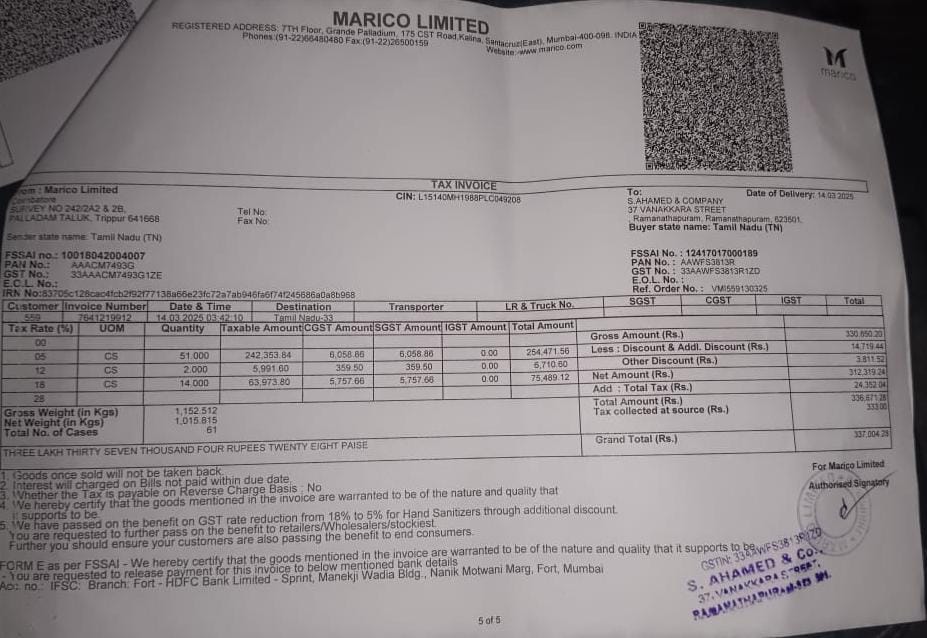 MARICO LIMITED
REGISTERED ADDRESS: 7TH Floor, Grande Palladium, 175 CST Road,Kalina, Santacruz(East), Mumbai-400-098. INDIA
Phones:(91-22)66480480 Fax:(91-22)26500159
Website:-www.marico.com
marico
TAX INVOICE
From : Marico Limited
CIN: L15140MH1988PLC049208
To:
Date of Delivery: 14.03.2025
Coimbatore
SURVEY NO 242/2A2 & 2B,
PALLADAM TALUK, Trippur 641668
Tel No:
Fax No:
S.AHAMED & COMPANY
37 VANAKKARA STREET
Ramanathapuram, Ramanathapuram, 623501,
Buyer state name: Tamil Nadu (TN)
Sender state name: Tamil Nadu (TN)
FSSAI no.: 10018042004007
PAN No.: AAACM7493G
GST No.: 33AAACM7493G1ZE
E.O.L. No.:
FSSAI No. : 12417017000189
PAN No. : AAWFS3813R
GST No. : 33AAWFS3813R1ZD
E.O.L. No. :
Ref. Order No. : VMI559130325
IRN No:83705c128cac4fcb2f92f77138a66e23fc72a7ab946fa6f74f245686a0a8b968
Customer Invoice Number Date & Time Destination Transporter LR & Truck No. SGST CGST IGST Total
559 7641219912 14.03.2025 03:42:10 Tamil Nadu-33
Tax Rate (%) UOM Quantity Taxable Amount CGST Amount SGST Amount IGST Amount Total Amount
00
05 CS 51.000 242,353.84 6,058.86 6,058.86 0.00 254,471.56
12 CS 2.000 5,991.60 359.50 359.50 0.00 6,710.60
18 CS 14.000 63,973.80 5,757.66 5,757.66 0.00 75,489.12
28
Gross Amount (Rs.) 330,850.20
Less : Discount & Addl. Discount (Rs.) 14,719.44
Other Discount (Rs.) 3,811.52
Net Amount (Rs.) 312,319.24
Add : Total Tax (Rs.) 24,352.04
Total Amount (Rs.) 336,671.28
Tax collected at source (Rs.) 333.00
Grand Total (Rs.) 337,004.28
Gross Weight (in Kgs) 1,152.512
Net Weight (in Kgs) 1,015.815
Total No. of Cases 61
THREE LAKH THIRTY SEVEN THOUSAND FOUR RUPEES TWENTY EIGHT PAISE
1. Goods once sold will not be taken back.
2. Interest will charged on Bills not paid within due date.
3. Whether the Tax is payable on Reverse Charge Basis : No
4. We hereby certify that the goods mentioned in the invoice are warranted to be of the nature and quality that
it supports to be.
5. We have passed on the benefit on GST rate reduction from 18% to 5% for Hand Sanitizers through additional discount.
You are requested to further pass on the benefit to retailers/Wholesalers/stockiest.
Further you should ensure your customers are also passing the benefit to end consumers.
For Marico Limited
Authorised Signatory
FORM E as per FSSAI - We hereby certify that the goods mentioned in the invoice are warranted to be of the nature and quality that it supports to be.
- You are requested to release payment for this invoice to below mentioned bank details
Acc no.: IFSC: Branch: Fort - HDFC Bank Limited - Sprint, Manekji Wadia Bldg., Nanik Motwani Marg, Fort, Mumbai
GSTIN: 33AAWFS3813R1ZD
S. AHAMED & CO.,
37, VANAKKARA STREET,
5 of 5